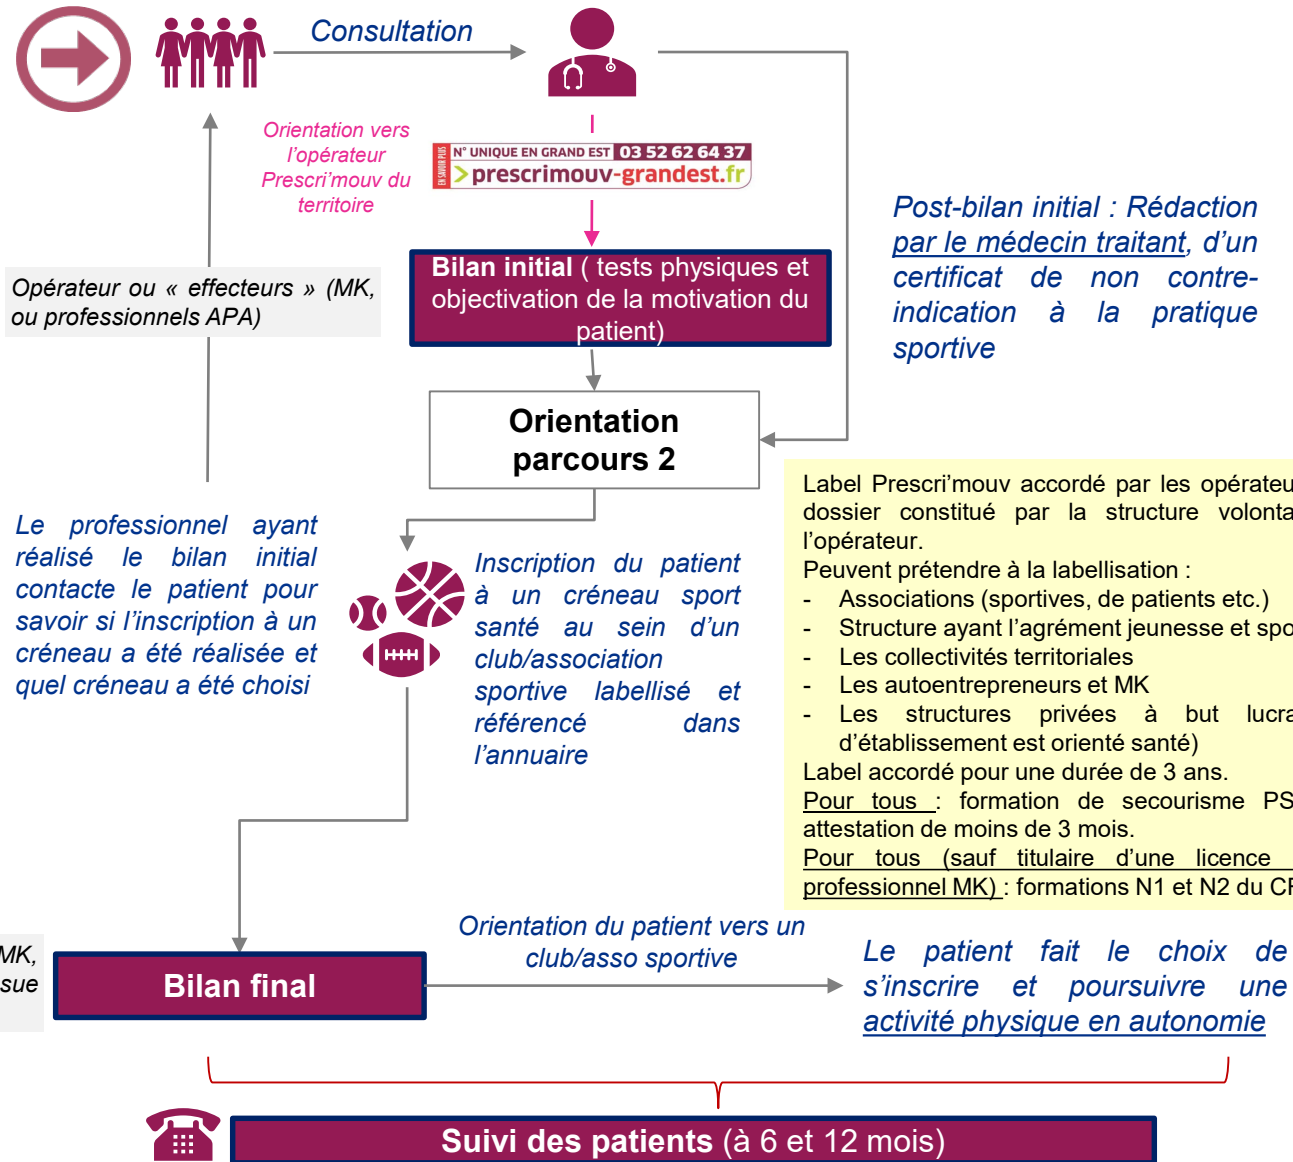 Consultation
Orientation vers
l'opérateur
Prescri'mouv du
territoire
EN SAVOIR PLUS
N° UNIQUE EN GRAND EST 03 52 62 64 37
>prescrimouv-grandest.fr
Post-bilan initial : Rédaction
par le médecin traitant, d'un
certificat de non contre-
indication à la pratique
sportive
Bilan initial ( tests physiques et
objectivation de la motivation du
patient)
Opérateur ou « effecteurs » (MK,
ou professionnels APA)
Orientation
parcours 2
Le professionnel ayant
réalisé le bilan initial
contacte le patient pour
savoir si l'inscription à un
créneau a été réalisée et
quel créneau a été choisi
Inscription du patient
à un créneau sport
santé au sein d'un
club/association
sportive labellisé et
référencé dans
l'annuaire
Label Prescri'mouv accordé par les opérateu
dossier constitué par la structure volonta
l'opérateur.
Peuvent prétendre à la labellisation :
- Associations (sportives, de patients etc.)
- Structure ayant l'agrément jeunesse et spo
- Les collectivités territoriales
- Les autoentrepreneurs et MK
- Les structures privées à but lucra
d'établissement est orienté santé)
Label accordé pour une durée de 3 ans.
Pour tous : formation de secourisme PS
attestation de moins de 3 mois.
Pour tous (sauf titulaire d'une licence
professionnel MK) : formations N1 et N2 du CF
MK,
sue
Bilan final
Orientation du patient vers un
club/asso sportive
Le patient fait le choix de
s'inscrire et poursuivre une
activité physique en autonomie
Suivi des patients (à 6 et 12 mois)